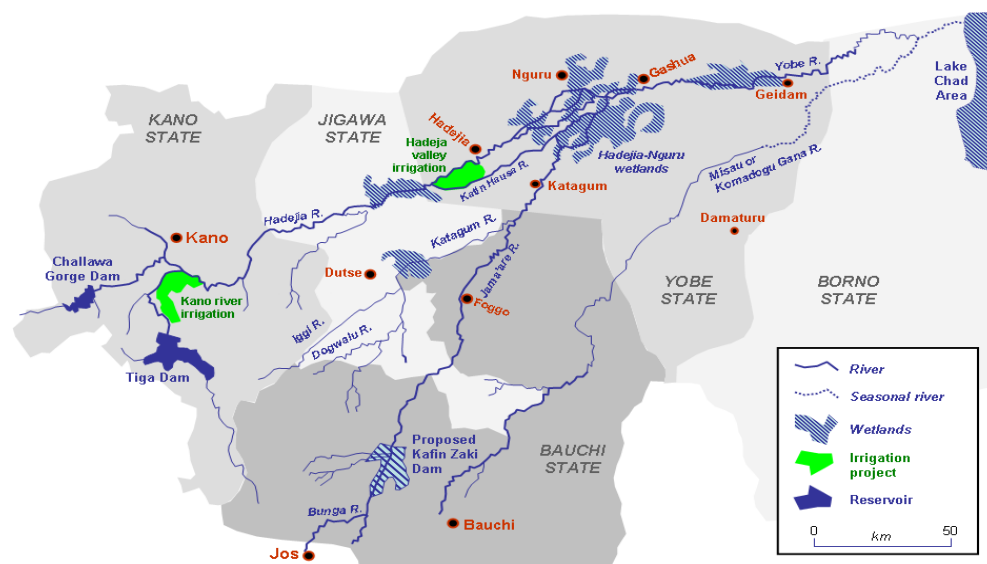 Nguru
Gashua
Yobe R.
Geidam
Lake
Chad
Area
KANO
STATE
JIGAWA
STATE
Hadejia
Hadeja
valley
irrigation
Kafin Hausa R.
Hadejia-Nguru
wetlands
Misau or
Komadogu Gana R.
Katagum
Hadejia R.
Kano
Katagum R.
Damaturu
Challawa
Gorge Dam
Dutse
Jama'are R.
YOBE
STATE
BORNO
STATE
Kano river
irrigation
Foggo
Iggi R.
Dogwalu R.
Tiga Dam
Proposed
Kafin Zaki
Dam
BAUCHI
STATE
Bunga R.
Bauchi
Jos
River
Seasonal river
Wetlands
Irrigation
project
Reservoir
0
50
km